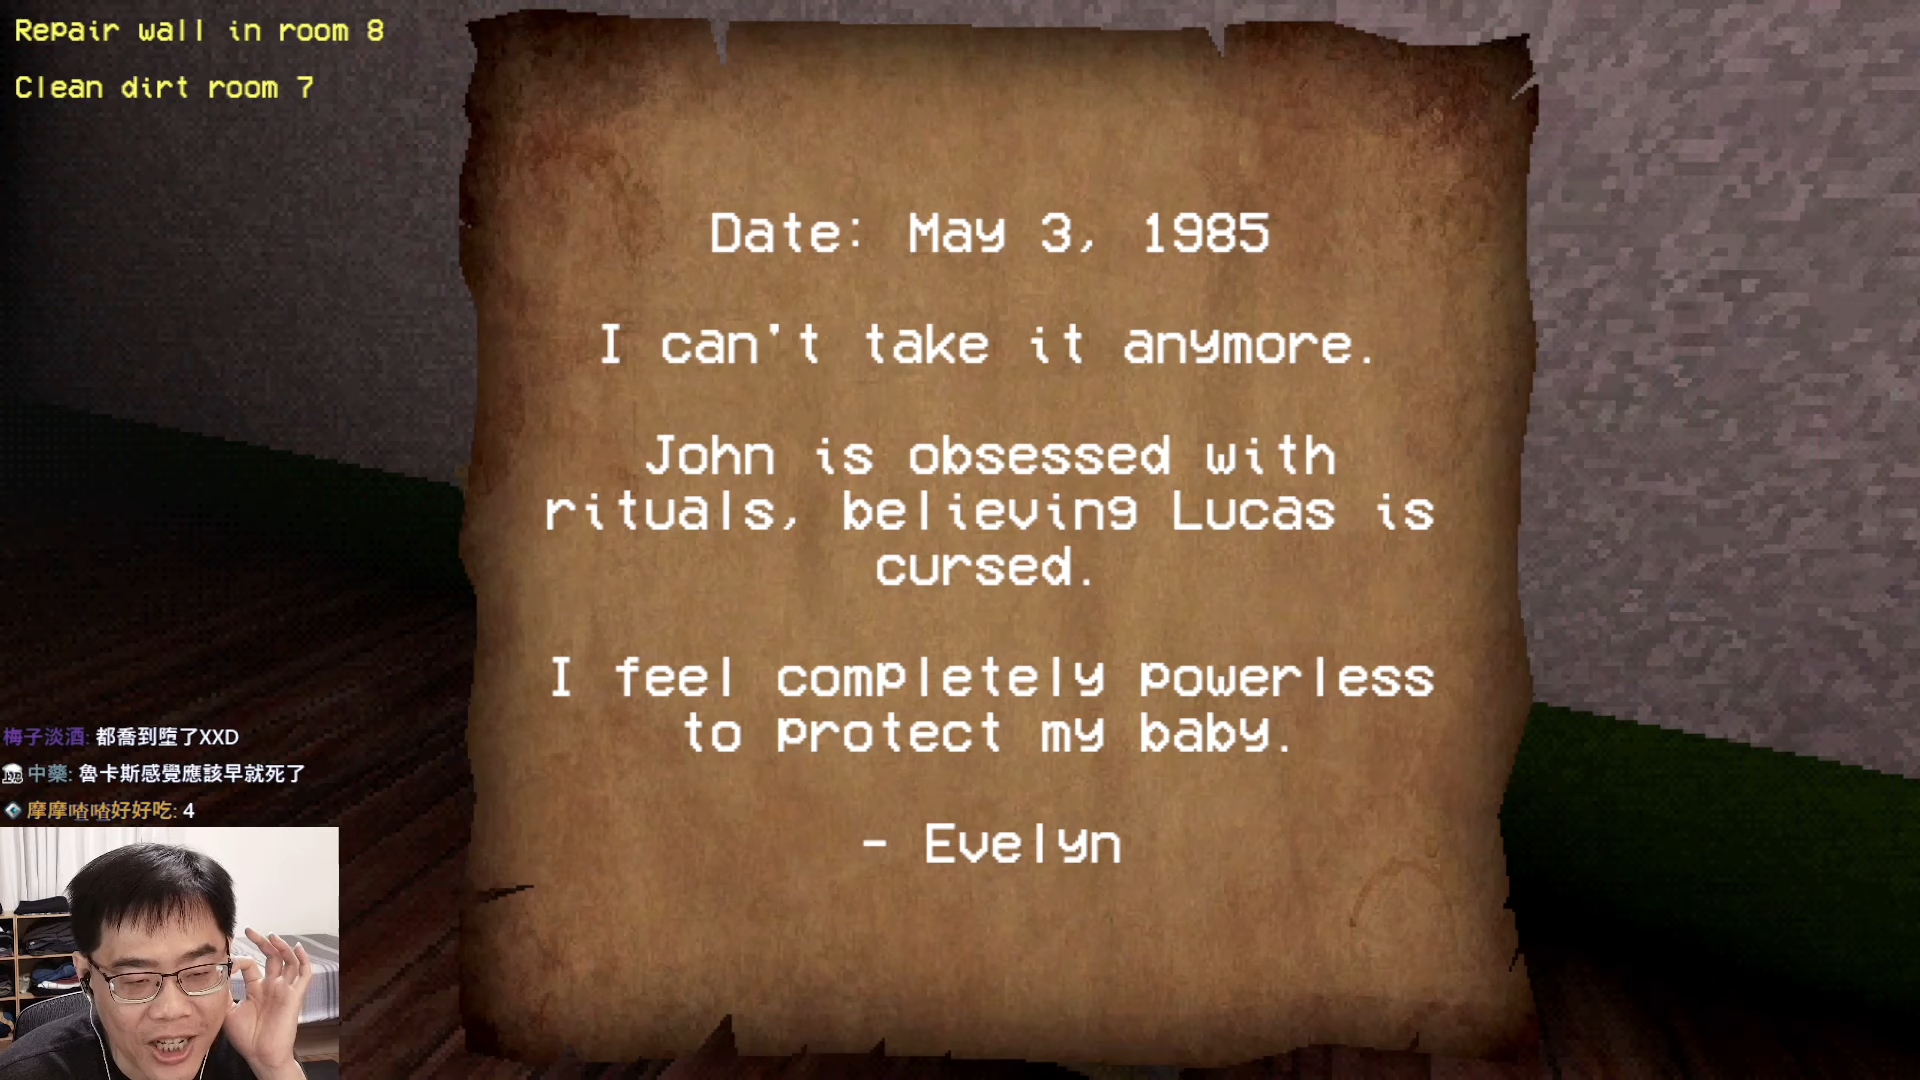 Repair wall in room 8
Clean dirt room 7
Date: May 3, 1985
I can't take it anymore.
John is obsessed with
rituals, believing Lucas is
cursed.
I feel completely powerless
to protect my baby.
- Evelyn
梅子淡酒: 都喬到墮了XXD
中藥: 魯卡斯感覺應該早就死了
摩摩喳喳好好吃: 4